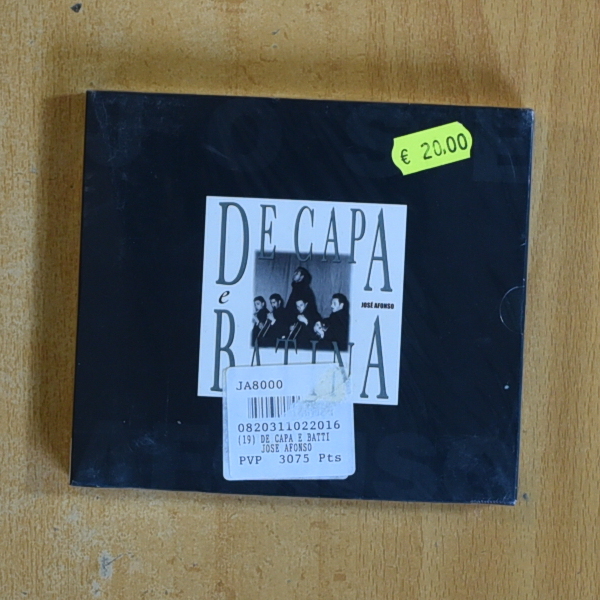 € 20.00
DE CAPA
e
JOSÉ AFONSO
BATINA
JA8000
0820311022016
(19) DE CAPA E BATTI
JOSE AFONSO
PVP 3075 Pts